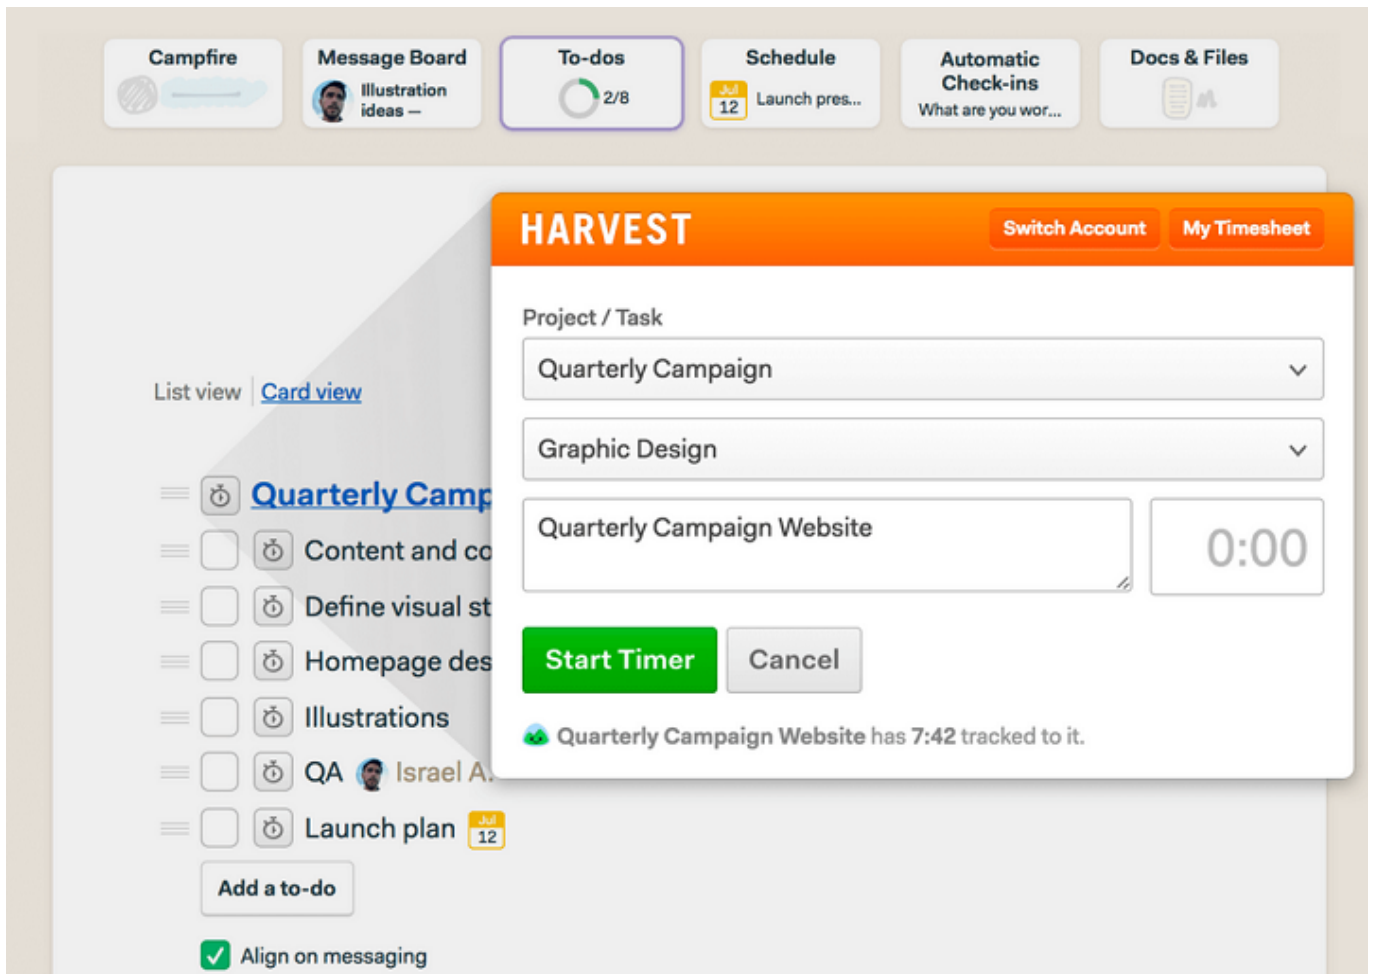 Campfire
Message Board
Illustration
ideas —
To-dos
2/8
Schedule
Jul
12
Launch pres...
Automatic
Check-ins
What are you wor...
Docs & Files
HARVEST
Switch Account
My Timesheet
Project / Task
Quarterly Campaign
Graphic Design
Quarterly Campaign Website
0:00
Start Timer
Cancel
Quarterly Campaign Website has 7:42 tracked to it.
List view
Card view
Quarterly Camp
Content and co
Define visual st
Homepage des
Illustrations
QA Israel A.
Launch plan
Jul
12
Add a to-do
Align on messaging